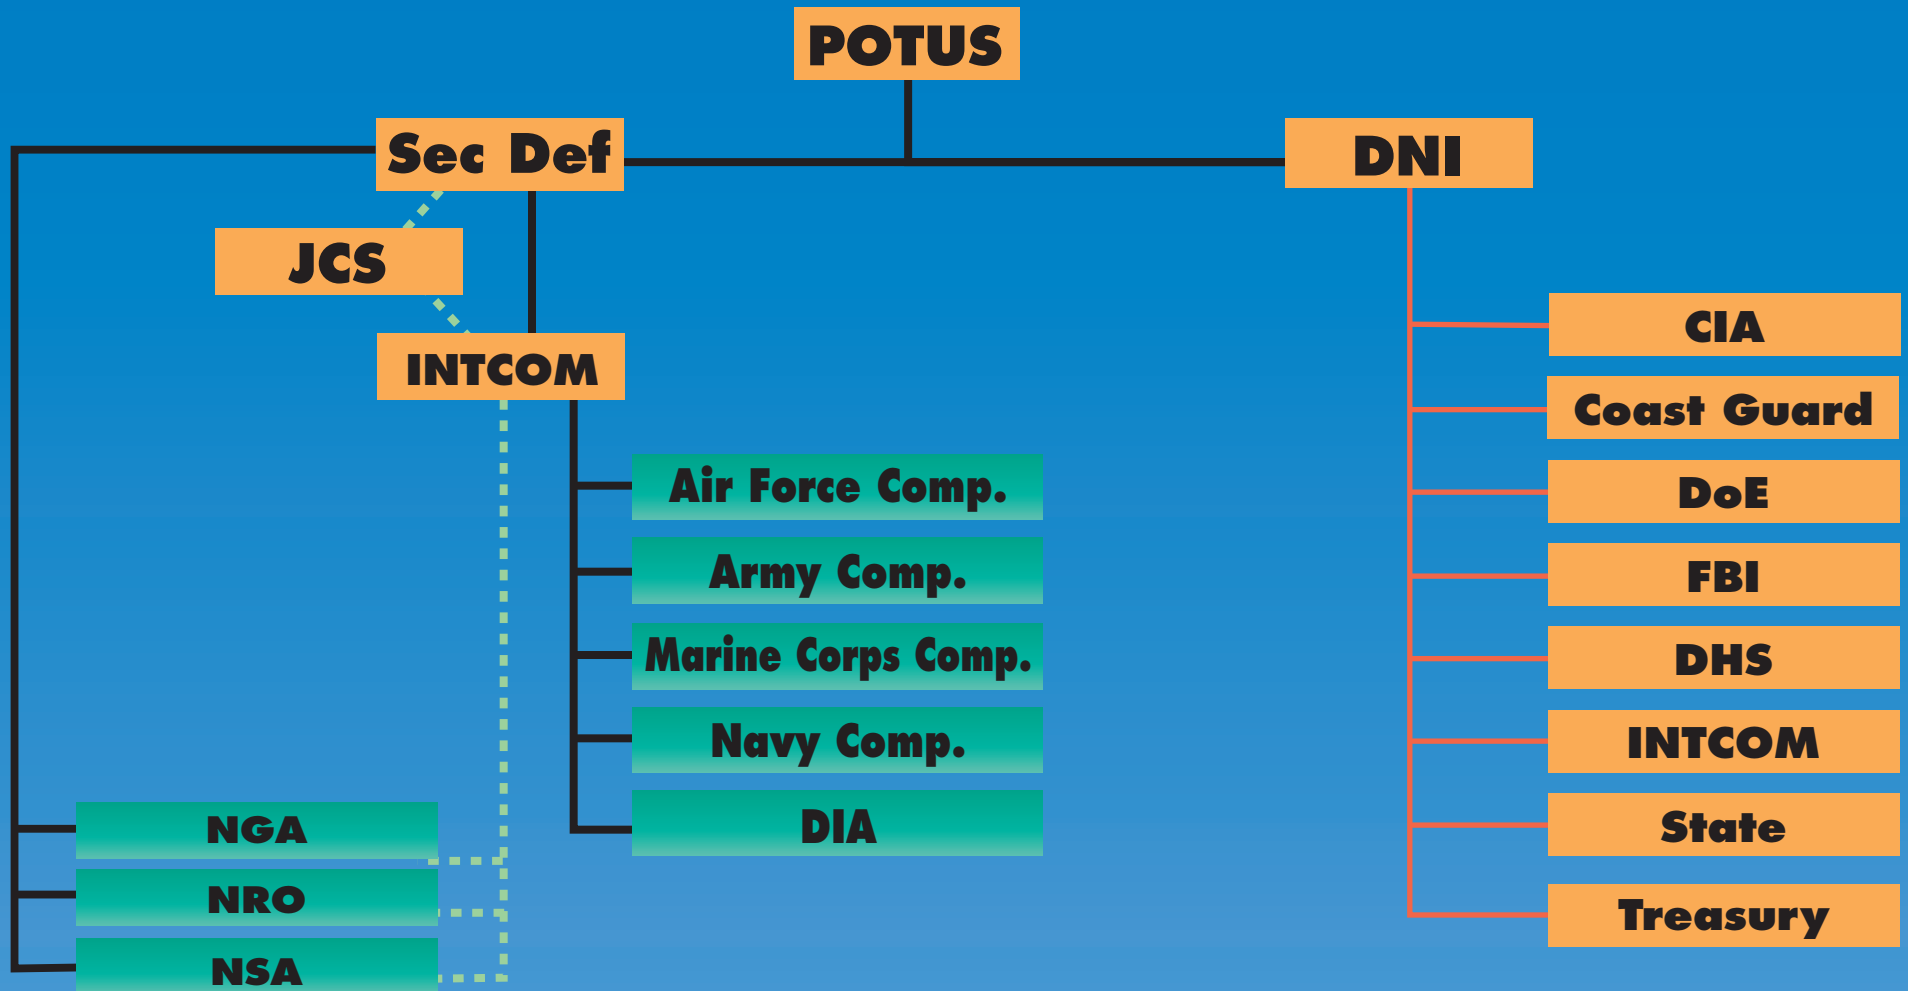 POTUS
Sec Def
DNI
JCS
INTCOM
Air Force Comp.
Army Comp.
Marine Corps Comp.
Navy Comp.
DIA
NGA
NRO
NSA
CIA
Coast Guard
DoE
FBI
DHS
INTCOM
State
Treasury